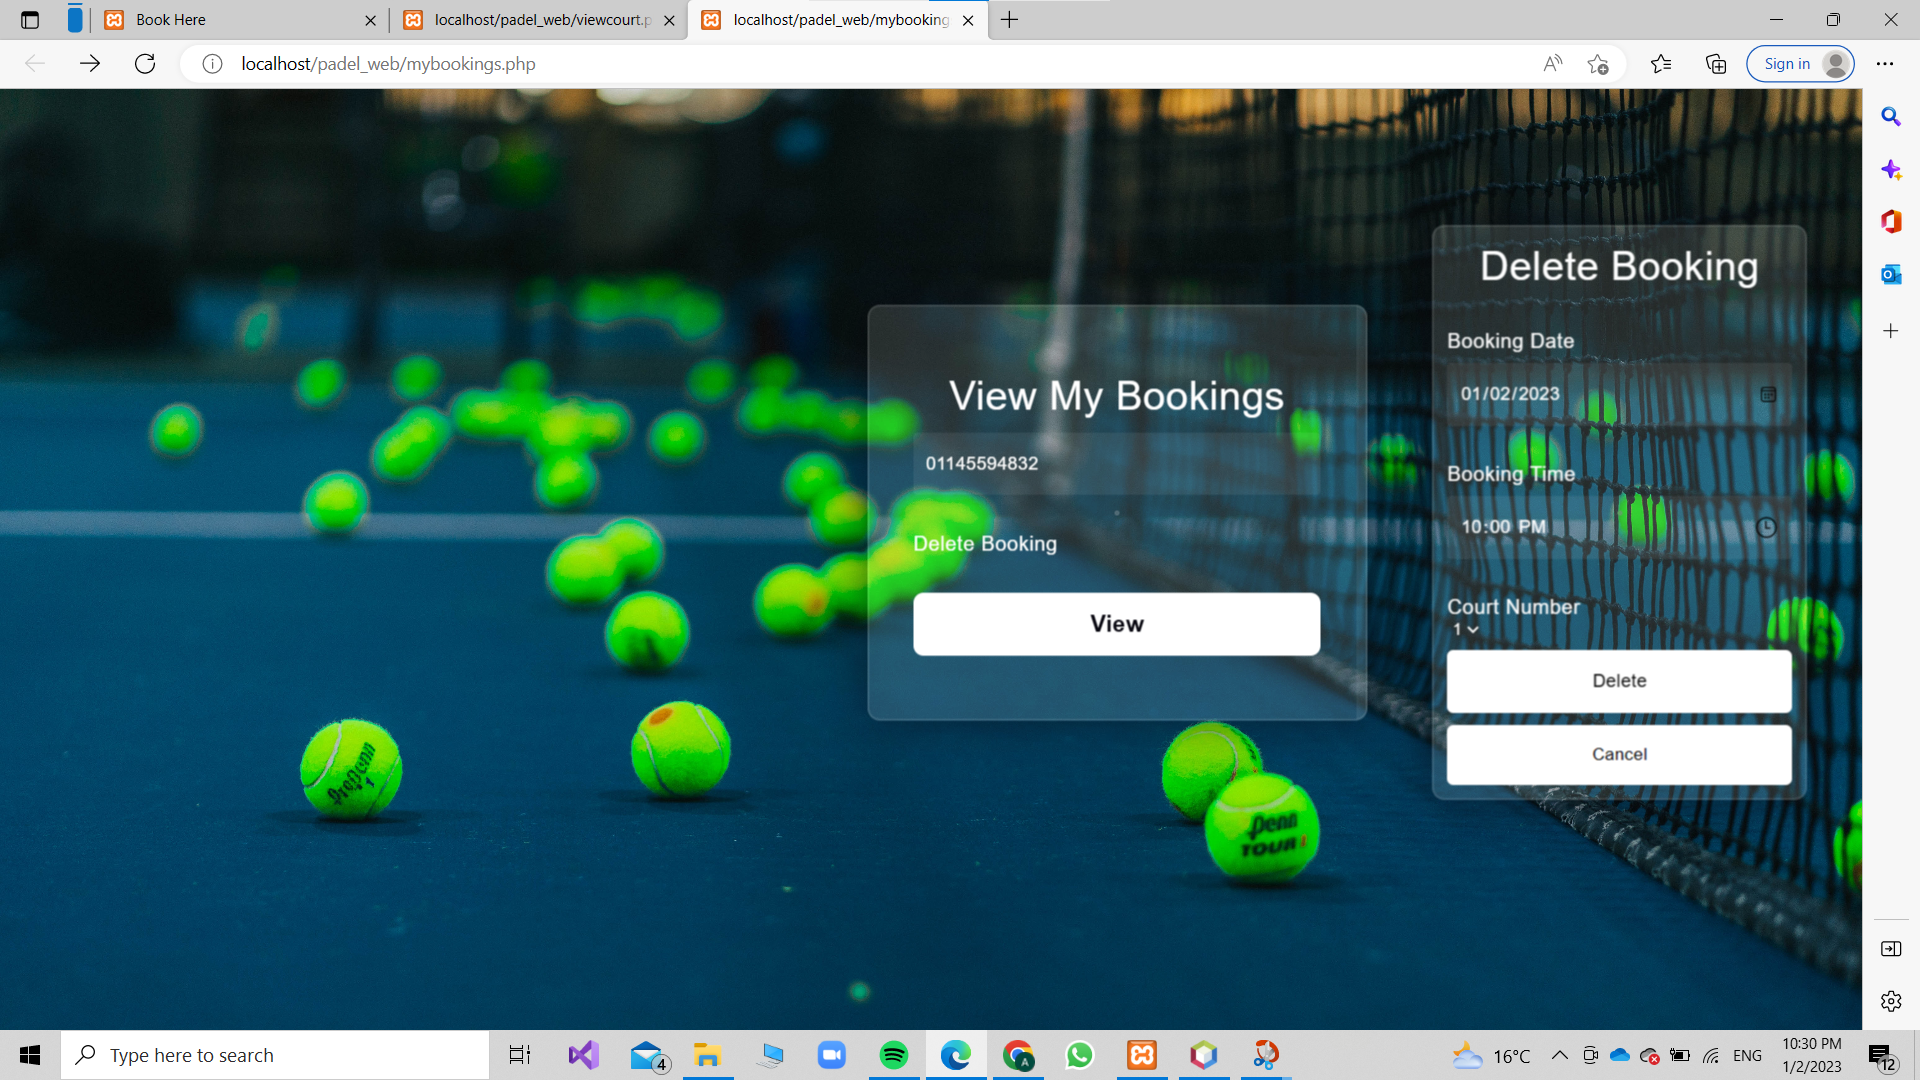 Book Here
localhost/padel_web/viewcourt.p
localhost/padel_web/mybooking
localhost/padel_web/mybookings.php
Sign in
View My Bookings
01145594832
Delete Booking
View
Delete Booking
Booking Date
01/02/2023
Booking Time
10:00 PM
Court Number
1
Delete
Cancel
Penn
TOUR
Type here to search
4
A
16°C
ENG
10:30 PM
1/2/2023
12